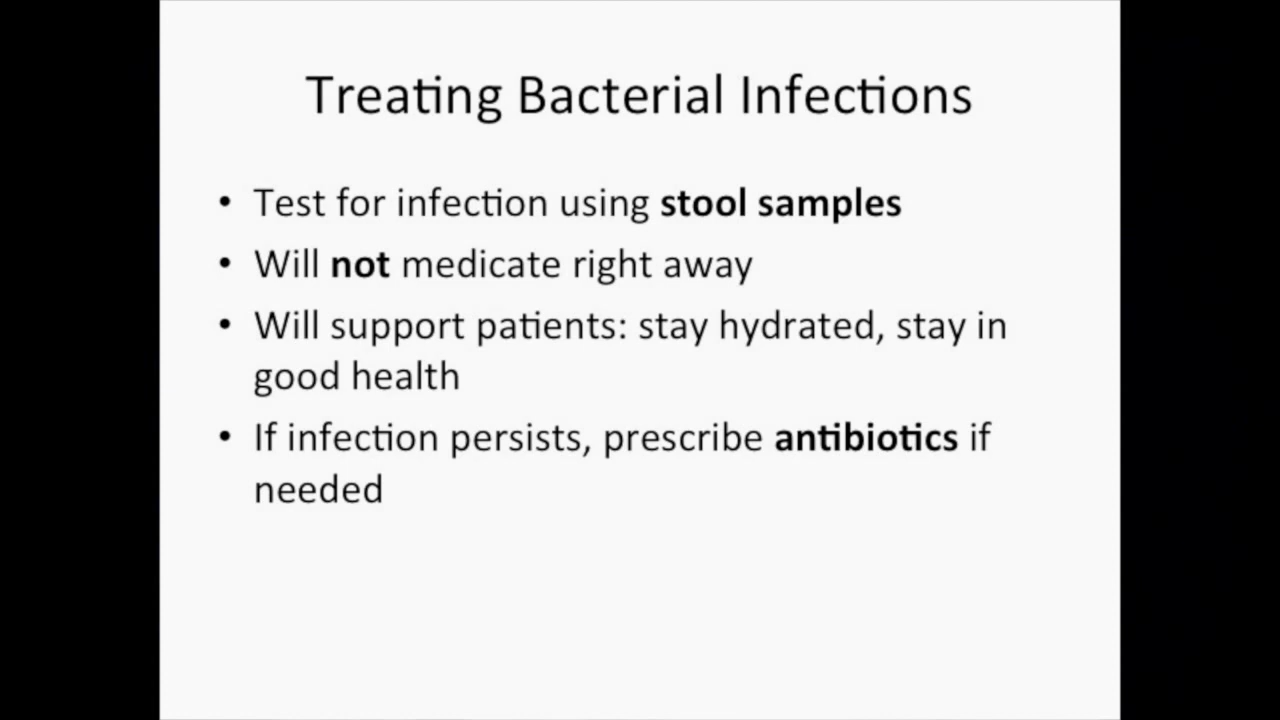 Treating Bacterial Infections
• Test for infection using stool samples
• Will not medicate right away
• Will support patients: stay hydrated, stay in
good health
• If infection persists, prescribe antibiotics if
needed